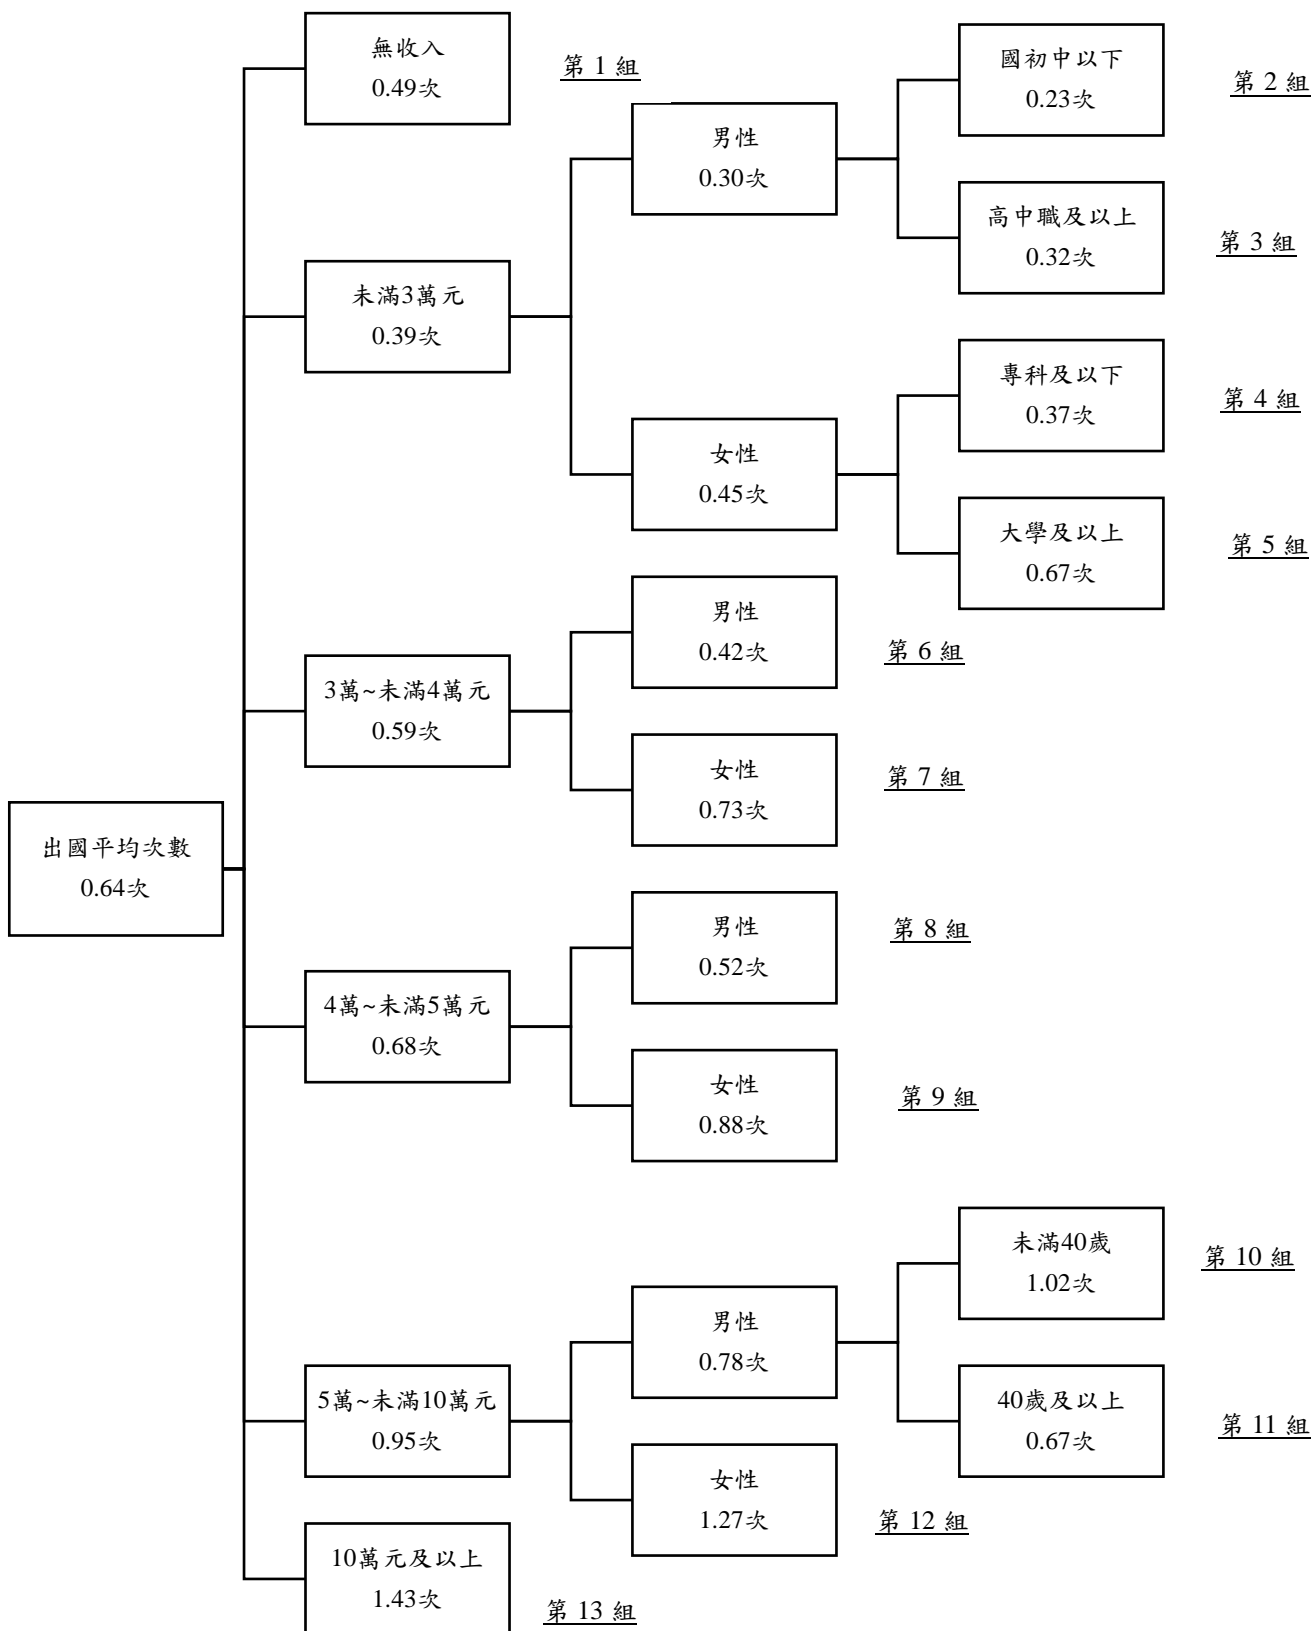 無收入
0.49次
第 1 組
國初中以下
0.23次
第 2 組
男性
0.30次
高中職及以上
0.32次
第 3 組
未滿3萬元
0.39次
專科及以下
0.37次
第 4 組
女性
0.45次
大學及以上
0.67次
第 5 組
男性
0.42次
第 6 組
3萬~未滿4萬元
0.59次
女性
0.73次
第 7 組
出國平均次數
0.64次
男性
0.52次
第 8 組
4萬~未滿5萬元
0.68次
女性
0.88次
第 9 組
未滿40歲
1.02次
第 10 組
男性
0.78次
5萬~未滿10萬元
0.95次
40歲及以上
0.67次
第 11 組
女性
1.27次
第 12 組
10萬元及以上
1.43次
第 13 組